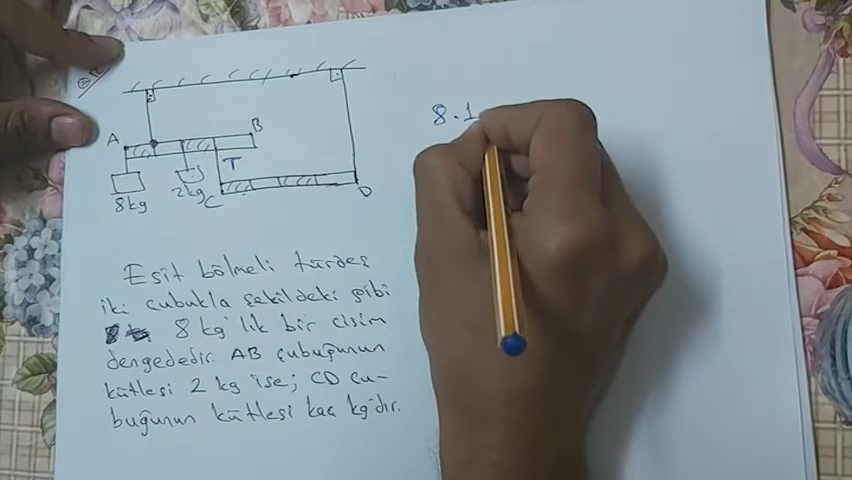 8.1
A
B
T
8kg
2kg
C
D
Eşit bölmeli türdeş
iki çubukla şekildeki gibi
8 kg'lik bir cisim
dengededir. AB çubuğunun
kütlesi 2 kg ise; CD çu-
buğunun kütlesi kaç kg'dır.